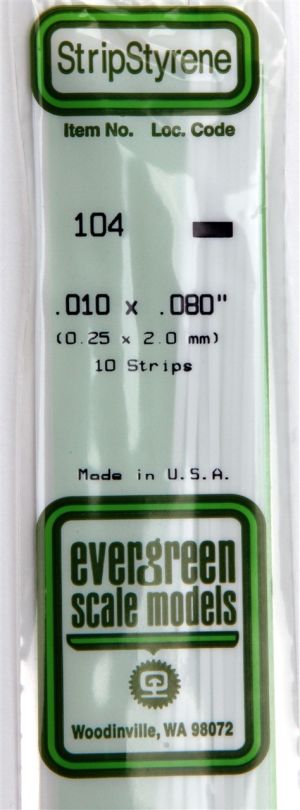 StripStyrene
Item No. Loc. Code
104
.010 x .080"
(0.25 x 2.0 mm)
10 Strips
Made in U.S.A.
evergreen
scale models
Woodinville, WA 98072